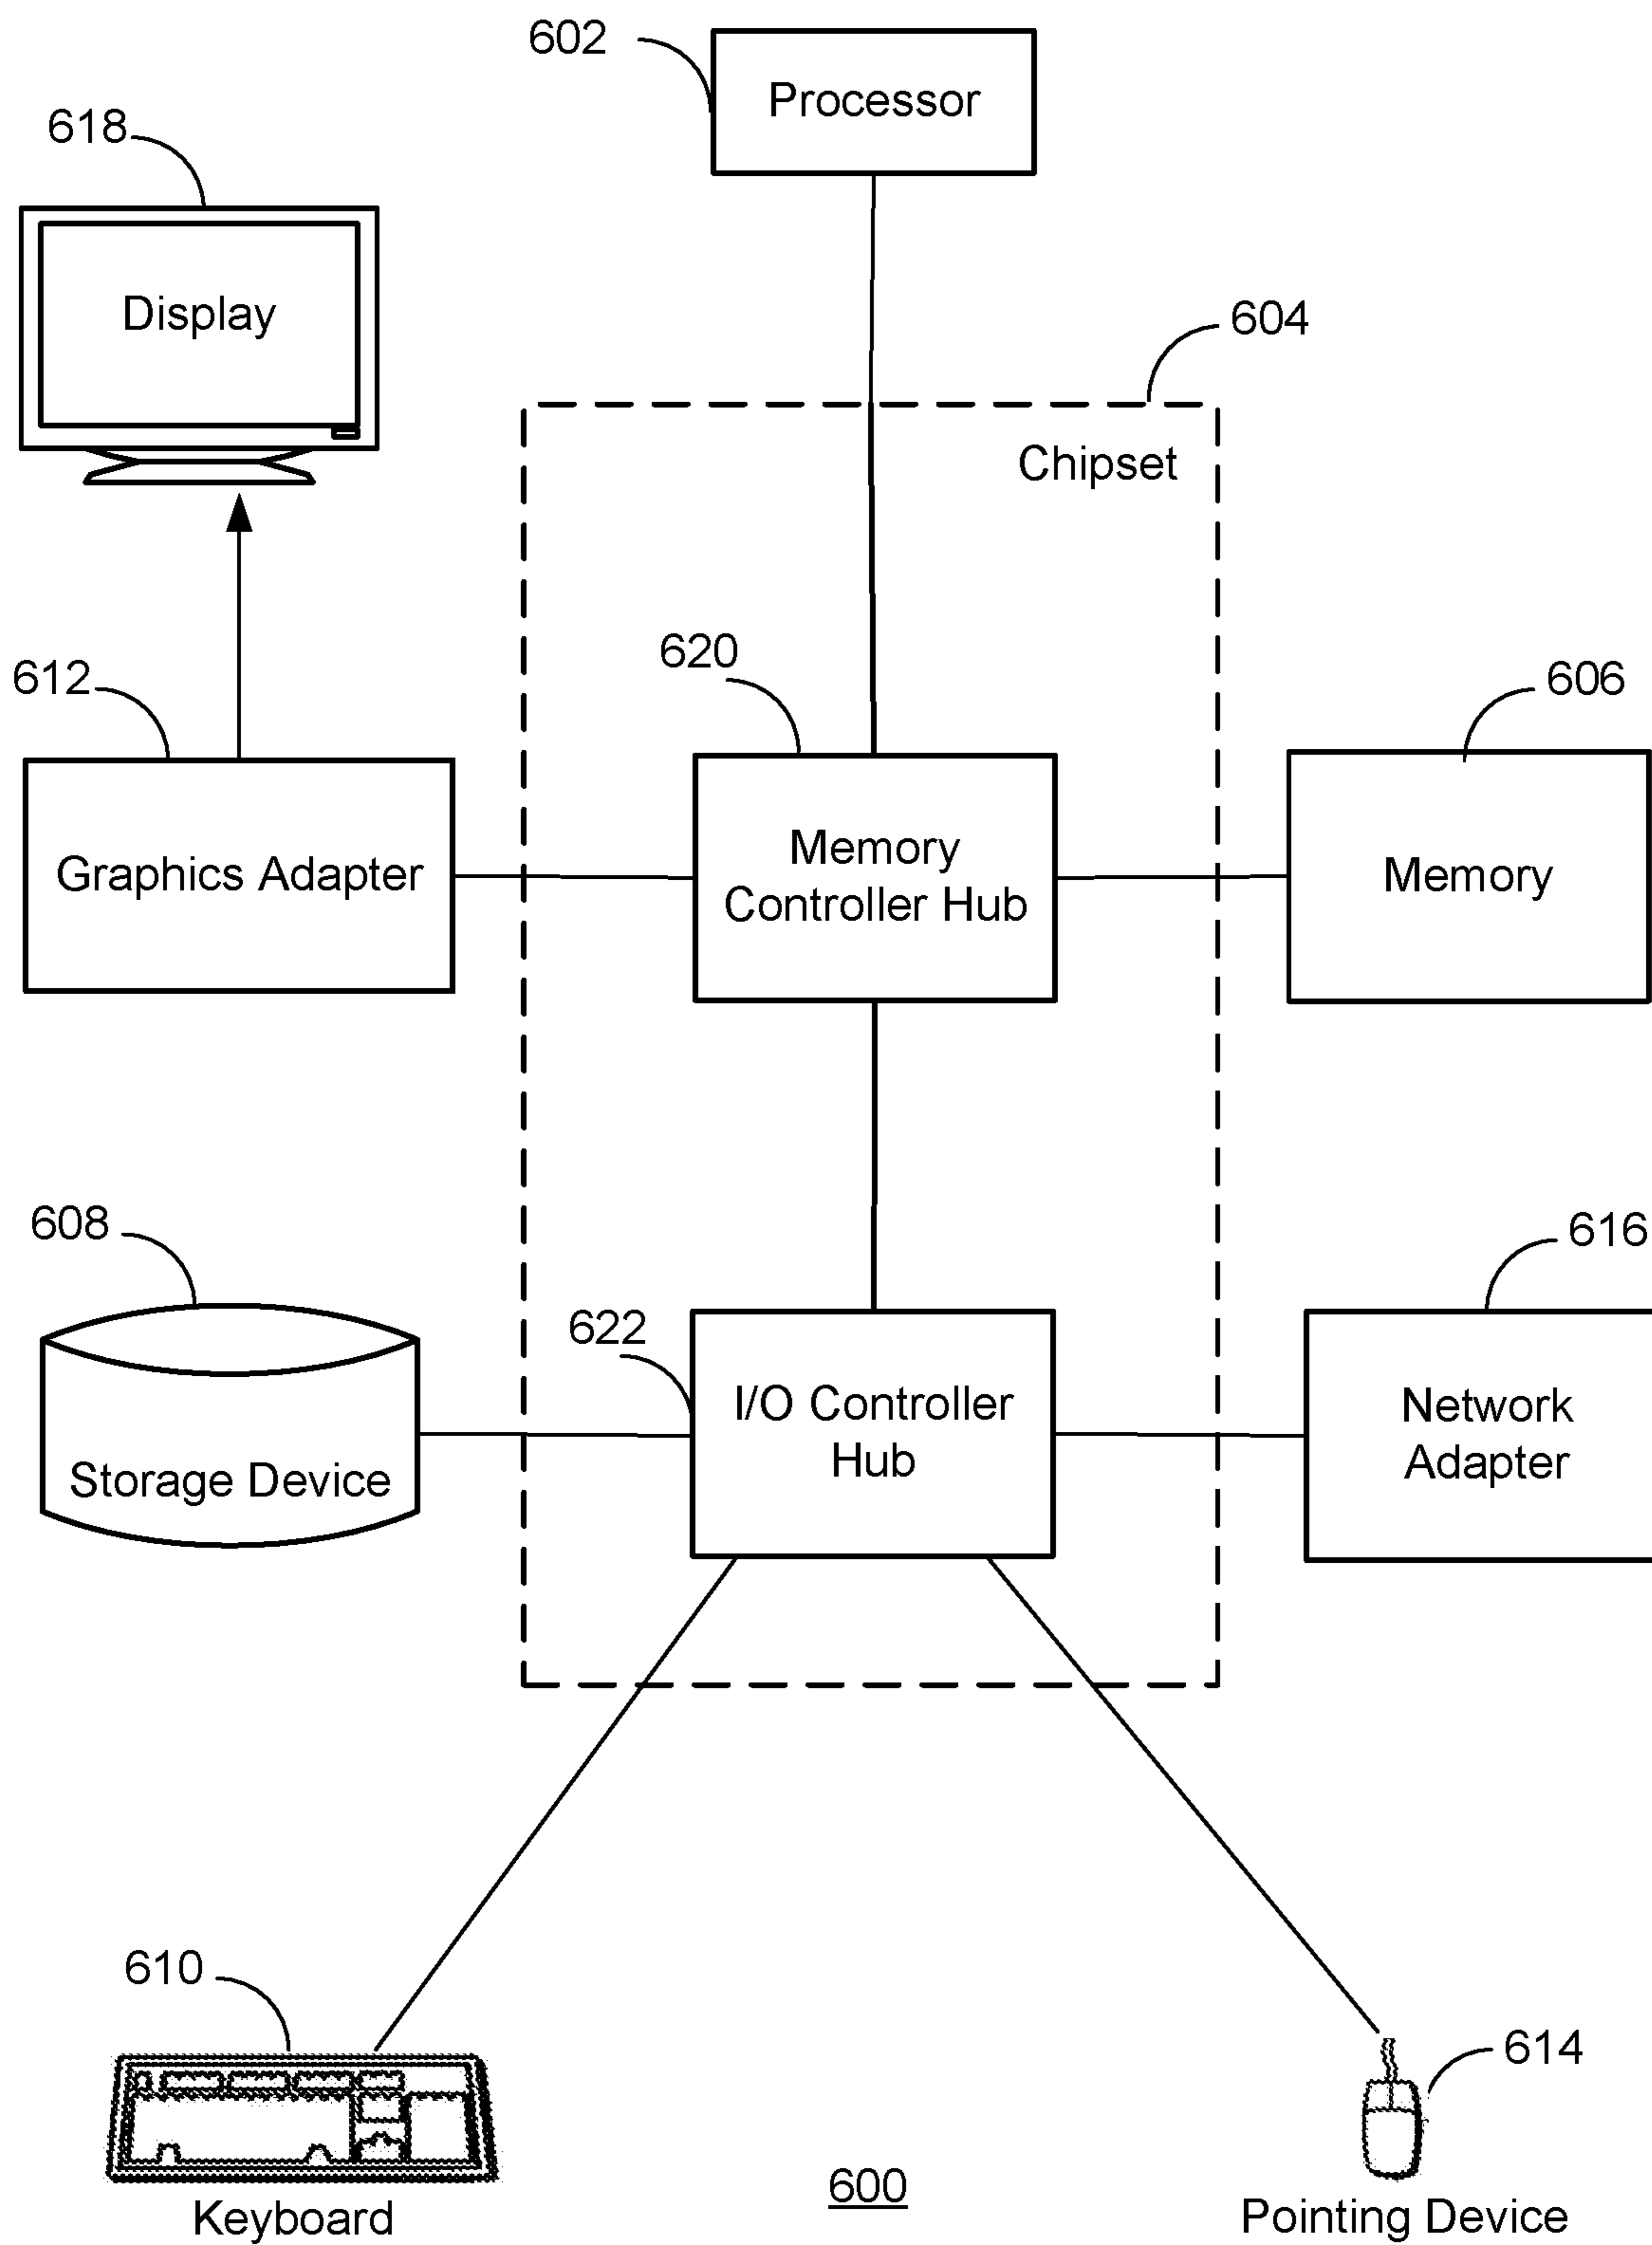 602
Processor
618
Display
604
Chipset
620
612
606
Memory
Controller Hub
Graphics Adapter
Memory
608
616
622
I/O Controller
Hub
Network
Adapter
Storage Device
610
614
Keyboard
600
Pointing Device